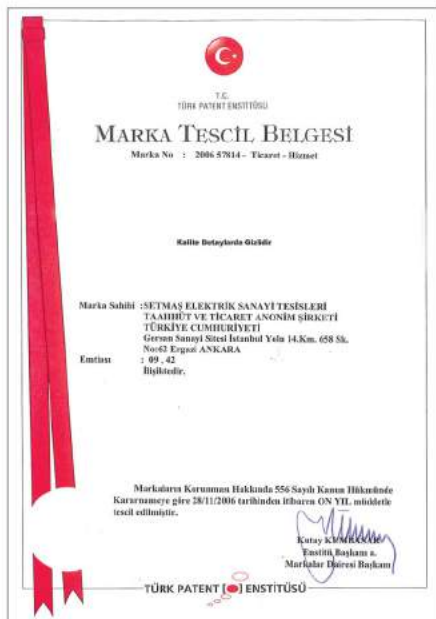 T.C.
TÜRK PATENT ENSTİTÜSÜ
MARKA TESCİL BELGESİ
Marka No : 2006 57814 - Ticaret - Hizmet
Kalite Detaylarda Gizlidir
Marka Sahibi :SETMAŞ ELEKTRİK SANAYİ TESİSLERİ
TAAHHÜT VE TİCARET ANONİM ŞİRKETİ
TÜRKİYE CUMHURİYETİ
Gersan Sanayi Sitesi İstanbul Yolu 14.Km. 658 Sk.
No:62 Ergazi ANKARA
Emtiası : 09 , 42
İlişiktedir.
Markaların Korunması Hakkında 556 Sayılı Kanun Hükmünde
Kararnameye göre 28/11/2006 tarihinden itibaren ON YIL müddetle
tescil edilmiştir.
Kutay
Enstitü Başkanı a.
Markalar Dairesi Başkanı
TÜRK PATENT ENSTİTÜSÜ